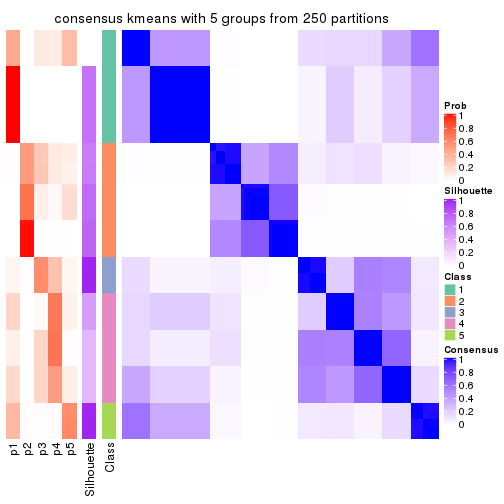 consensus kmeans with 5 groups from 250 partitions
Prob
1
0.8
0.6
0.4
0.2
0
Silhouette
1
0.8
0.6
0.4
0.2
0
Class
1
2
3
4
5
Consensus
1
0.8
0.6
0.4
0.2
0
p1
p2
p3
p4
p5
Silhouette
Class